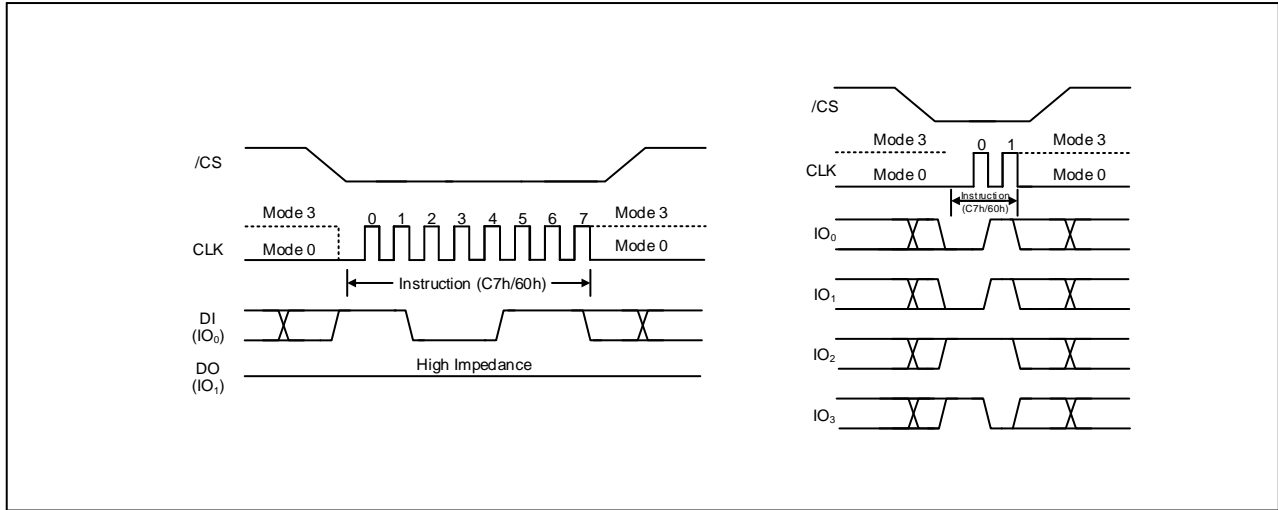 /CS
Mode 3
0 1 2 3 4 5 6 7
Mode 3
CLK
Mode 0
Mode 0
Instruction (C7h/60h)
DI
(IO₀)
DO
(IO₁)
High Impedance
/CS
Mode 3
0 1
Mode 3
CLK
Mode 0
Mode 0
Instruction
(C7h/60h)
IO₀
IO₁
IO₂
IO₃